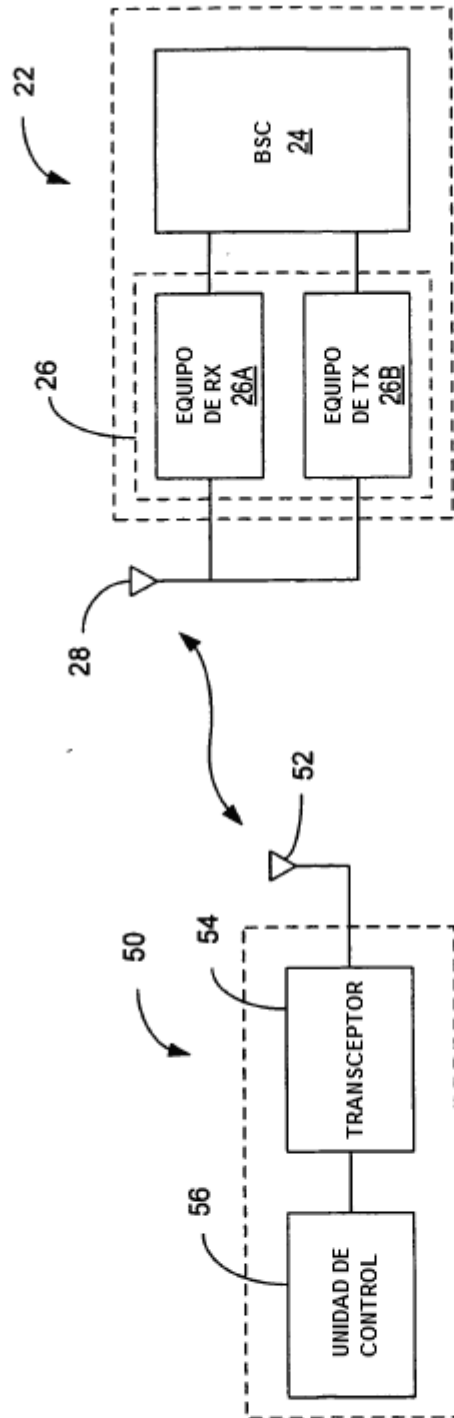 50
56
54
52
UNIDAD DE
CONTROL
TRANSCEPTOR
28
26
22
EQUIPO
DE RX
26A
EQUIPO
DE TX
26B
BSC
24